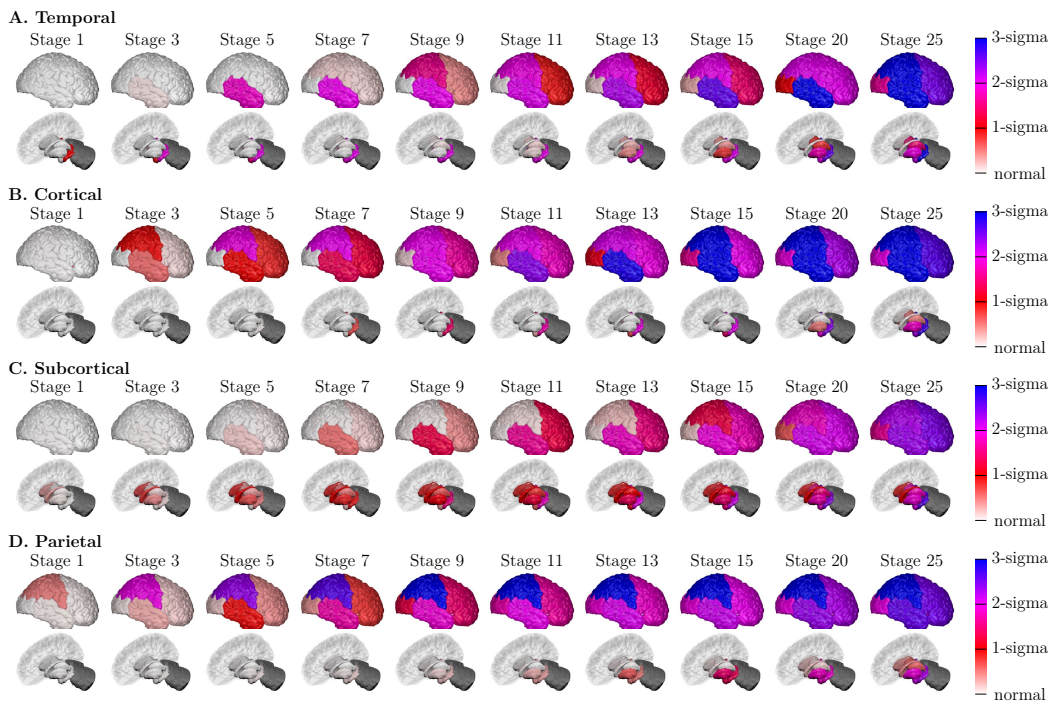 A. Temporal
Stage 1 Stage 3 Stage 5 Stage 7 Stage 9 Stage 11 Stage 13 Stage 15 Stage 20 Stage 25
3-sigma
2-sigma
1-sigma
normal
B. Cortical
Stage 1 Stage 3 Stage 5 Stage 7 Stage 9 Stage 11 Stage 13 Stage 15 Stage 20 Stage 25
3-sigma
2-sigma
1-sigma
normal
C. Subcortical
Stage 1 Stage 3 Stage 5 Stage 7 Stage 9 Stage 11 Stage 13 Stage 15 Stage 20 Stage 25
3-sigma
2-sigma
1-sigma
normal
D. Parietal
Stage 1 Stage 3 Stage 5 Stage 7 Stage 9 Stage 11 Stage 13 Stage 15 Stage 20 Stage 25
3-sigma
2-sigma
1-sigma
normal